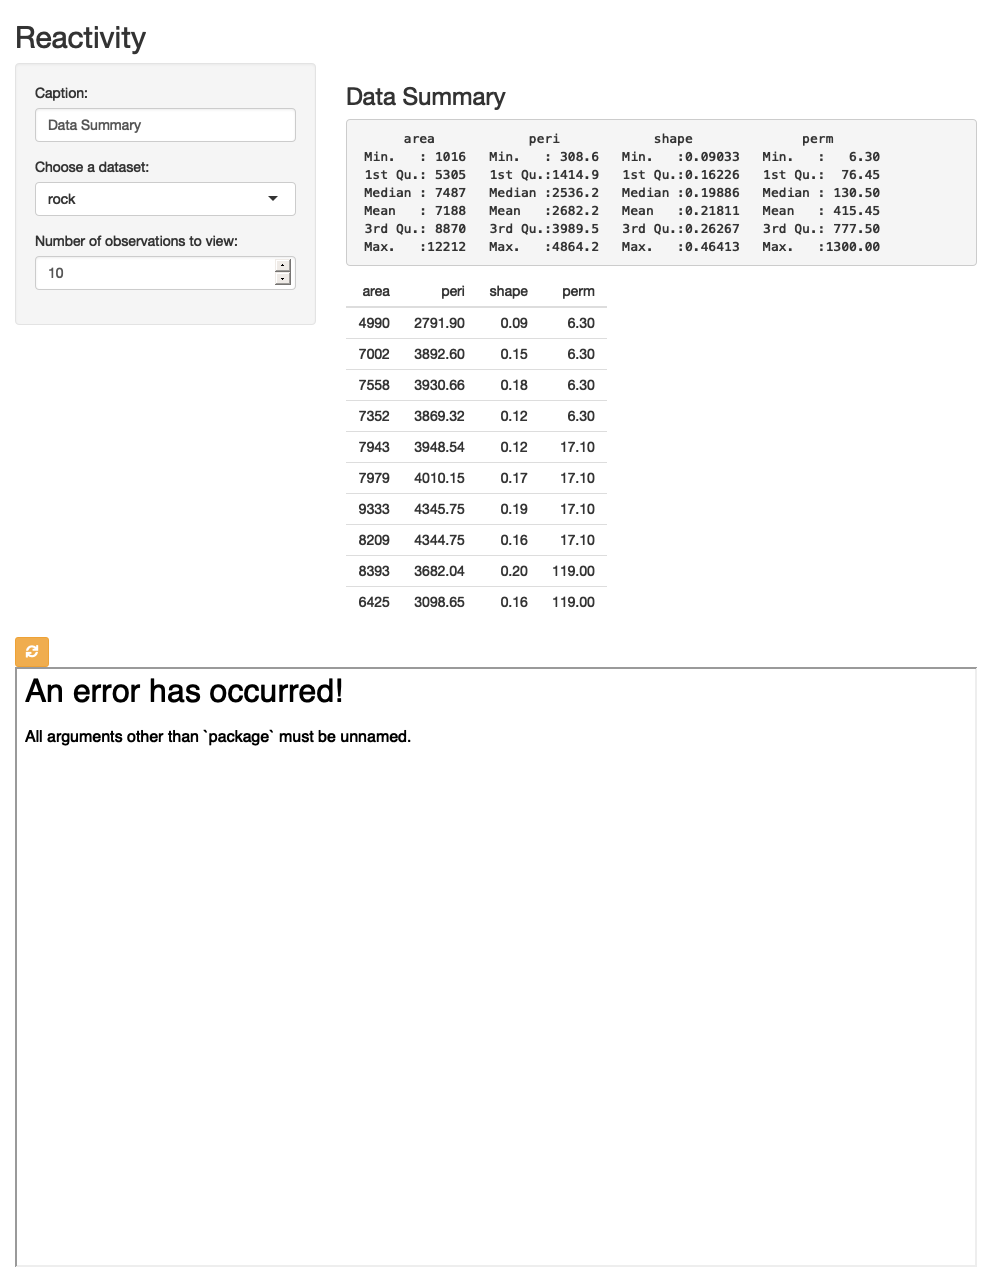 Reactivity
Caption:
Data Summary
Choose a dataset:
rock
Number of observations to view:
10
Data Summary
area peri shape perm
Min. : 1016 Min. : 308.6 Min. :0.09033 Min. : 6.30
1st Qu.: 5305 1st Qu.:1414.9 1st Qu.:0.16226 1st Qu.: 76.45
Median : 7487 Median :2536.2 Median :0.19886 Median : 130.50
Mean : 7188 Mean :2682.2 Mean :0.21811 Mean : 415.45
3rd Qu.: 8870 3rd Qu.:3989.5 3rd Qu.:0.26267 3rd Qu.: 777.50
Max. :12212 Max. :4864.2 Max. :0.46413 Max. :1300.00
area peri shape perm
4990 2791.90 0.09 6.30
7002 3892.60 0.15 6.30
7558 3930.66 0.18 6.30
7352 3869.32 0.12 6.30
7943 3948.54 0.12 17.10
7979 4010.15 0.17 17.10
9333 4345.75 0.19 17.10
8209 4344.75 0.16 17.10
8393 3682.04 0.20 119.00
6425 3098.65 0.16 119.00
An error has occurred!
All arguments other than `package` must be unnamed.